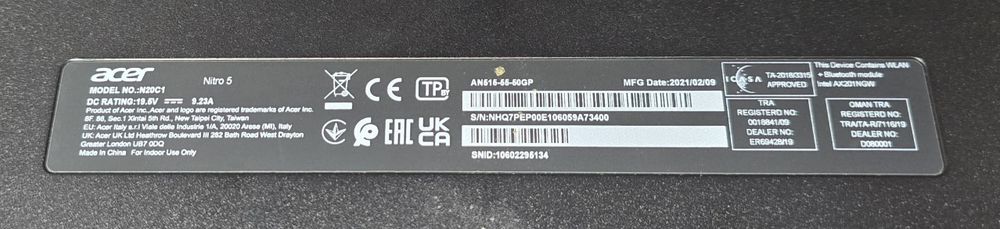 acer
Nitro 5
MODEL NO.:N20C1
DC RATING:19.5V ⎓ 9.23A
Product of Acer Inc. Acer and logo are registered trademarks of Acer Inc.
8F, 88, Sec.1 Xintai 5th Rd., New Taipei City, Taiwan
EU: Acer Italy s.r.l Viale delle Industrie 1/A, 20020 Arese (MI), Italy
UK: Acer UK Ltd Heathrow Boulevard III 282 Bath Road West Drayton
Greater London UB7 0DQ
Made in China For Indoor Use Only
CE
TP
BY
EAC
UK
CA
AN515-55-50GP
MFG Date:2021/02/09
S/N:NHQ7PEP00E106059A73400
SNID:10602295134
ICASA
TA-2018/3315
APPROVED
This Device Contains WLAN
+ Bluetooth module
Intel AX201NGW
TRA
REGISTERD NO:
0018841/09
DEALER NO:
ER69428/19
OMAN TRA
REGISTERD NO:
TRA/TA-R/7116/19
DEALER NO:
D080001